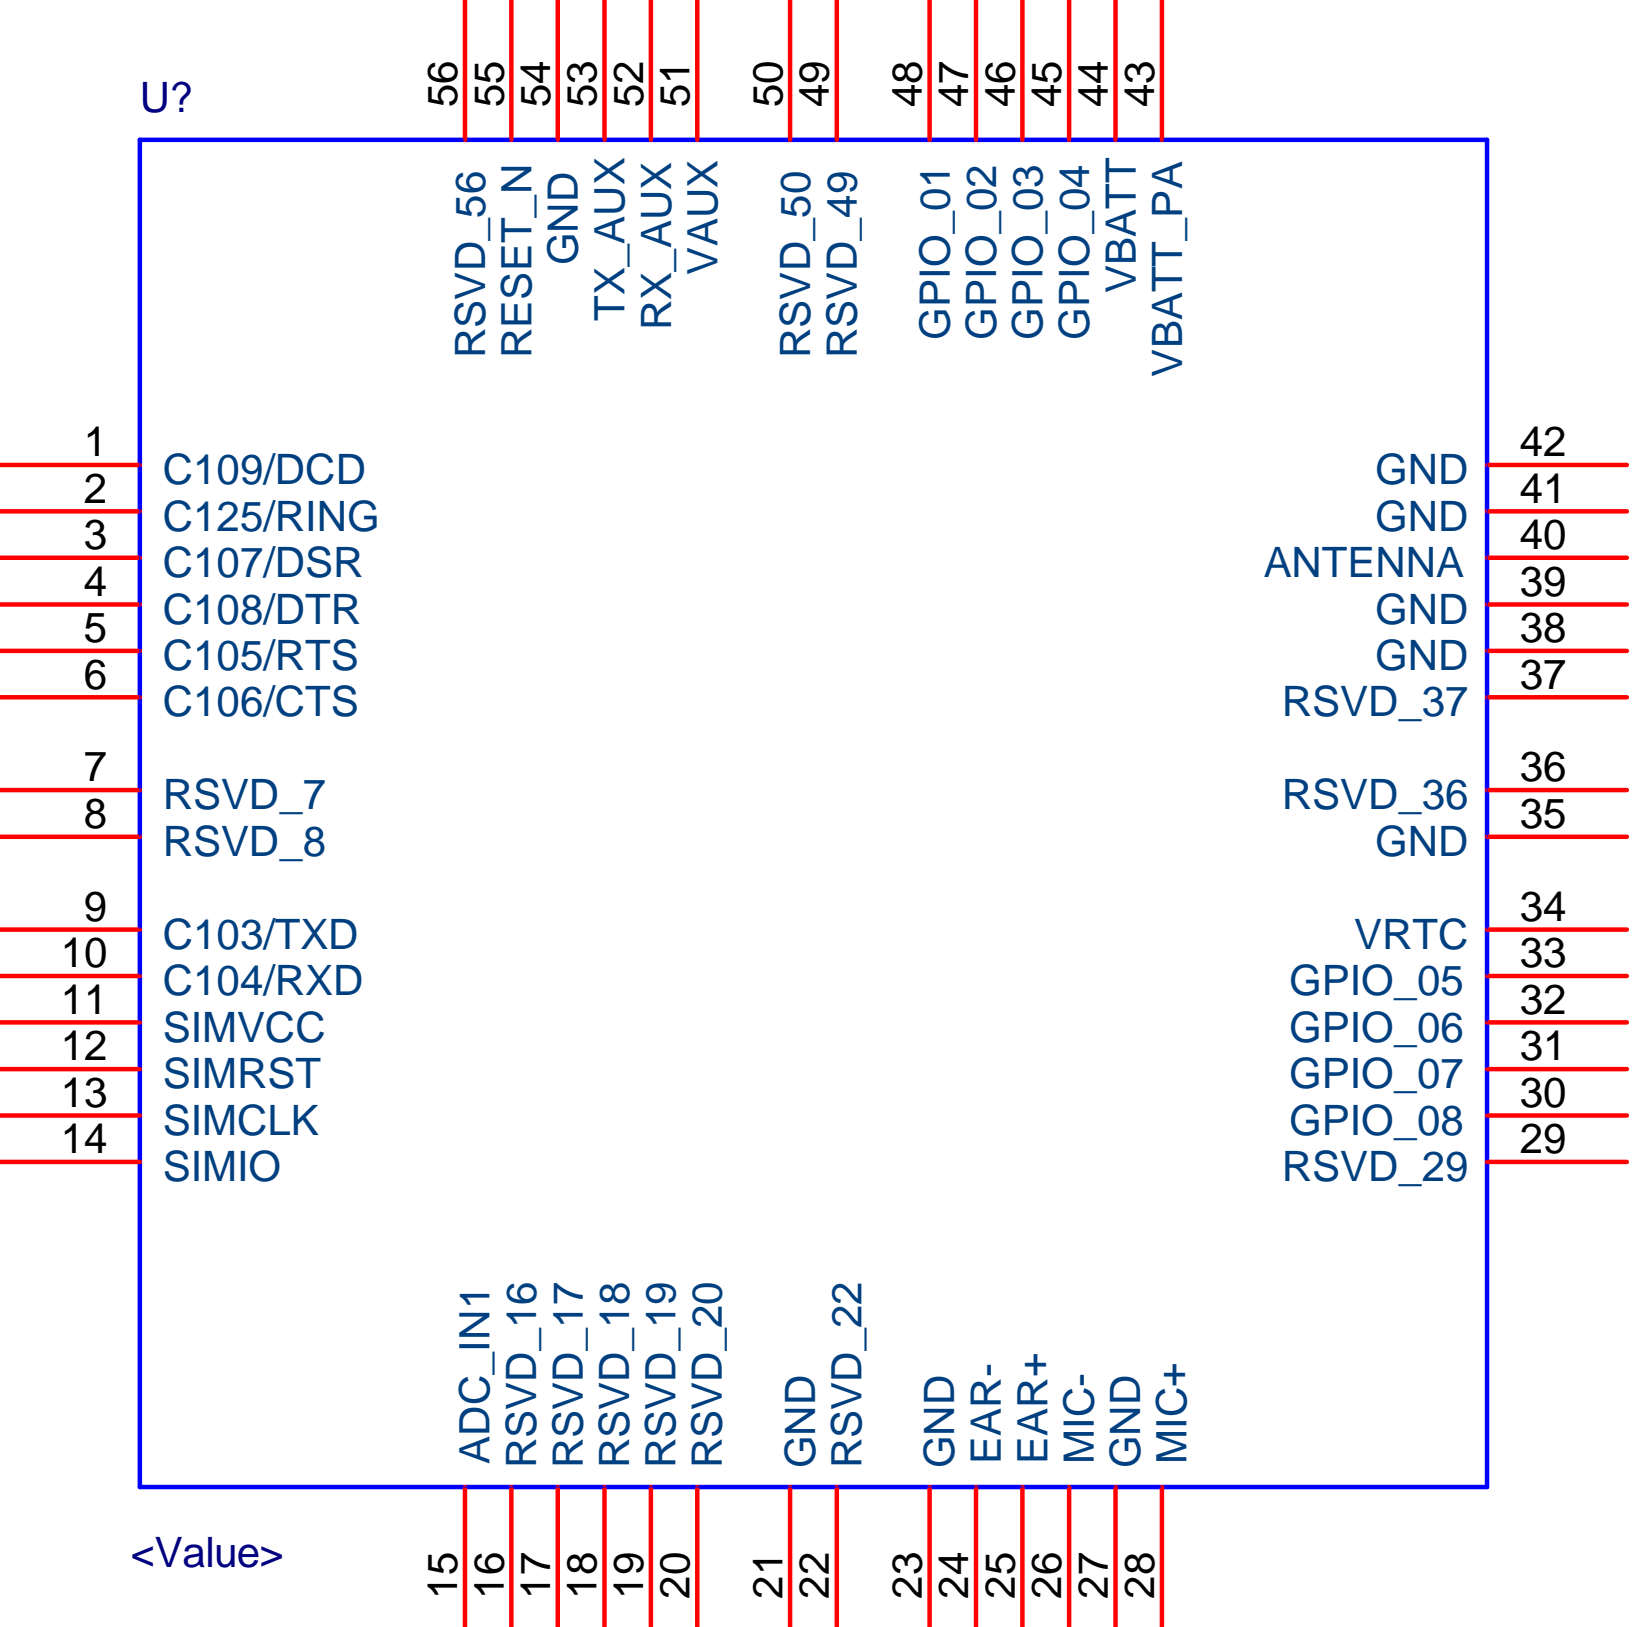 U?
56
55
54
53
52
51
50
49
48
47
46
45
44
43
RSVD_56
RESET_N
GND
TX_AUX
RX_AUX
VAUX
RSVD_50
RSVD_49
GPIO_01
GPIO_02
GPIO_03
GPIO_04
VBATT
VBATT_PA
1
C109/DCD
2
C125/RING
3
C107/DSR
4
C108/DTR
5
C105/RTS
6
C106/CTS
7
RSVD_7
8
RSVD_8
9
C103/TXD
10
C104/RXD
11
SIMVCC
12
SIMRST
13
SIMCLK
14
SIMIO
42
GND
41
GND
40
ANTENNA
39
GND
38
GND
37
RSVD_37
36
RSVD_36
35
GND
34
VRTC
33
GPIO_05
32
GPIO_06
31
GPIO_07
30
GPIO_08
29
RSVD_29
ADC_IN1
RSVD_16
RSVD_17
RSVD_18
RSVD_19
RSVD_20
GND
RSVD_22
GND
EAR-
EAR+
MIC-
GND
MIC+
15
16
17
18
19
20
21
22
23
24
25
26
27
28
<Value>